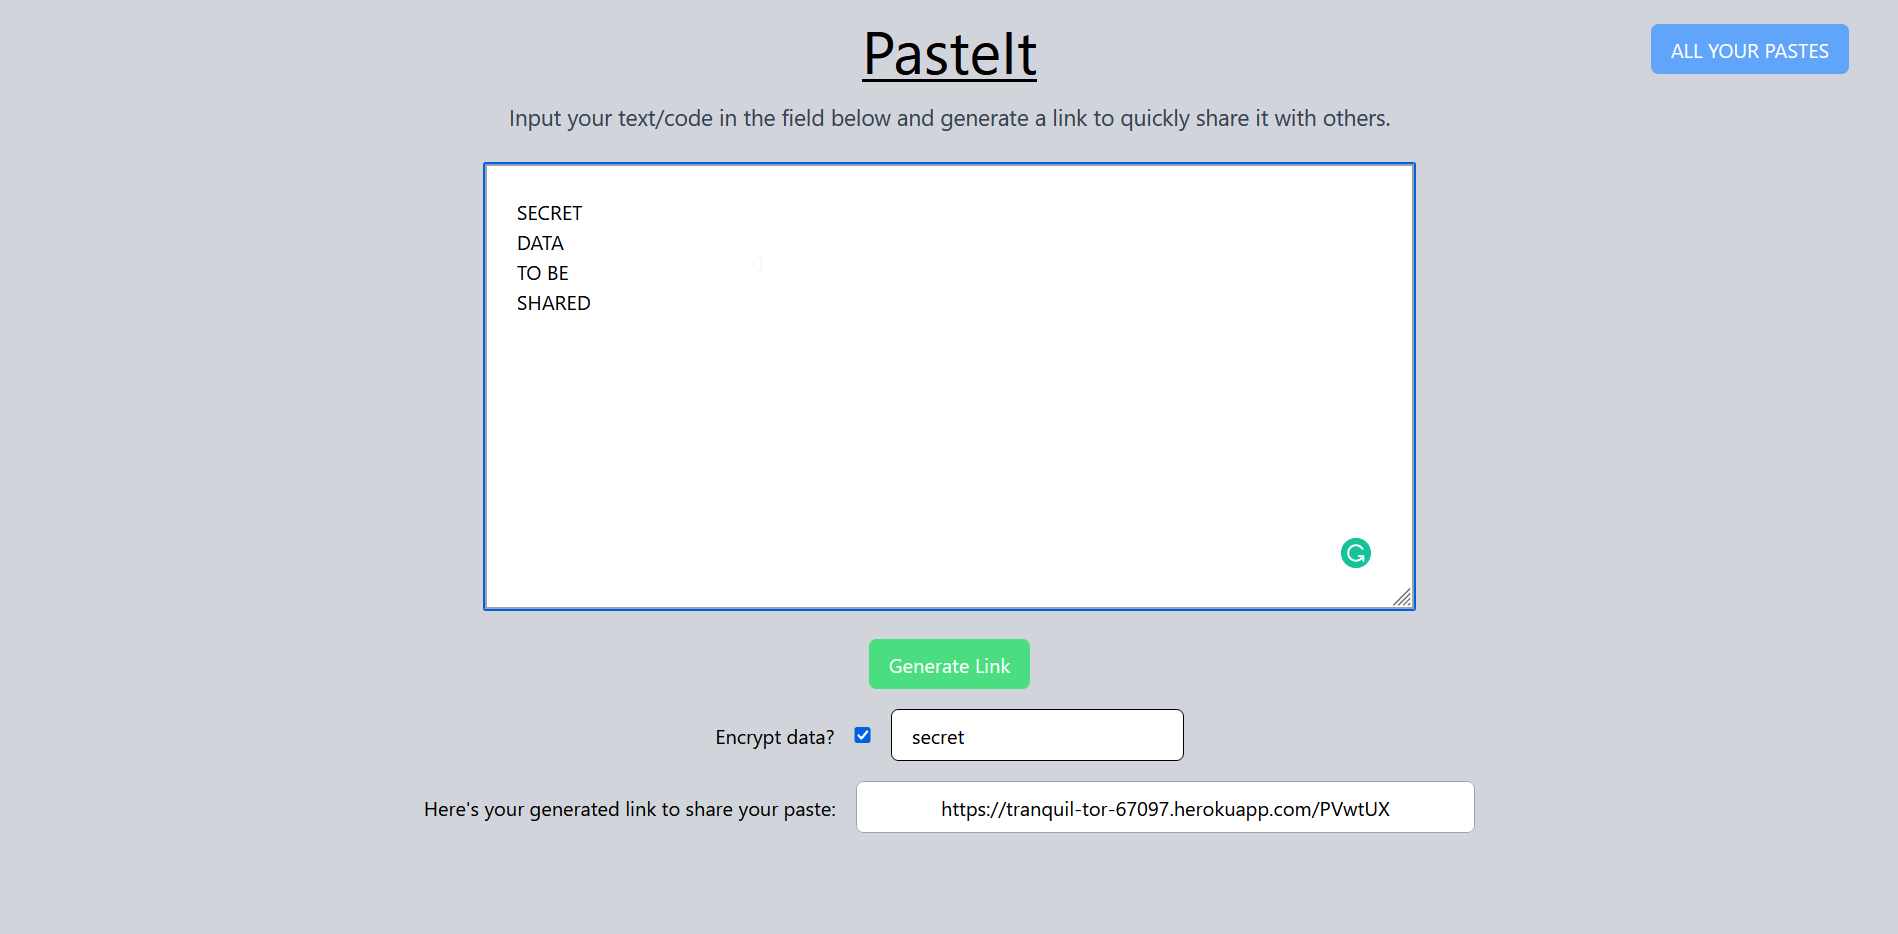 PasteIt
ALL YOUR PASTES
Input your text/code in the field below and generate a link to quickly share it with others.
SECRET
DATA
TO BE
SHARED
Generate Link
Encrypt data?
secret
Here's your generated link to share your paste:
https://tranquil-tor-67097.herokuapp.com/PVwtUX